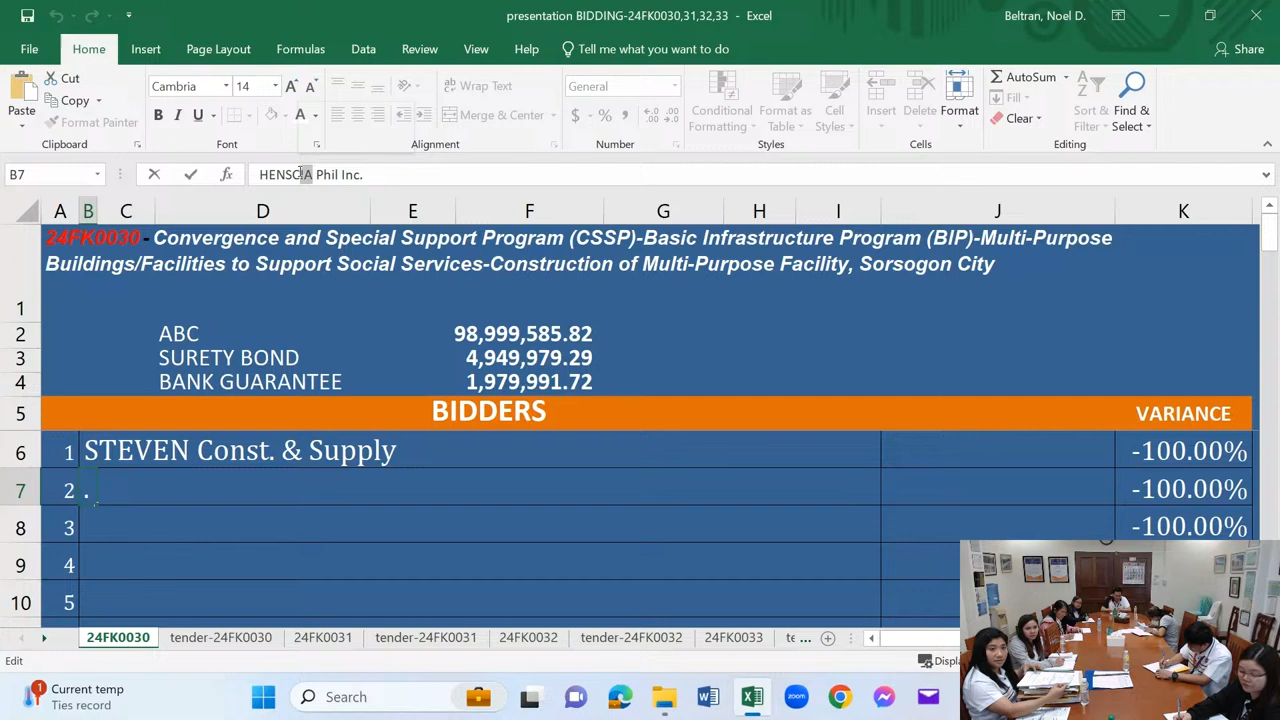 presentation BIDDING-24FK0030,31,32,33 - Excel
Beltran, Noel D.
File Home Insert Page Layout Formulas Data Review View Help Tell me what you want to do Share
Paste
Cut
Copy
Format Painter
Clipboard
Cambria 14
B I U
Font
Wrap Text
Merge & Center
Alignment
General
Number
Conditional Formatting
Format as Table
Cell Styles
Styles
Insert
Delete
Format
Cells
AutoSum
Fill
Clear
Sort & Filter
Find & Select
Editing
B7
Phil Inc.
A B C D E F G H I J K
1 24FK0030 - Convergence and Special Support Program (CSSP)-Basic Infrastructure Program (BIP)-Multi-Purpose
Buildings/Facilities to Support Social Services-Construction of Multi-Purpose Facility, Sorsogon City
2 ABC 98,999,585.82
3 SURETY BOND 4,949,979.29
4 BANK GUARANTEE 1,979,991.72
5 BIDDERS VARIANCE
6 1 STEVEN Const. & Supply -100.00%
7 2 . -100.00%
8 3 -100.00%
9 4
10 5
24FK0030 tender-24FK0030 24FK0031 tender-24FK0031 24FK0032 tender-24FK0032 24FK0033
Edit
1
Current temp
Ties record
Search